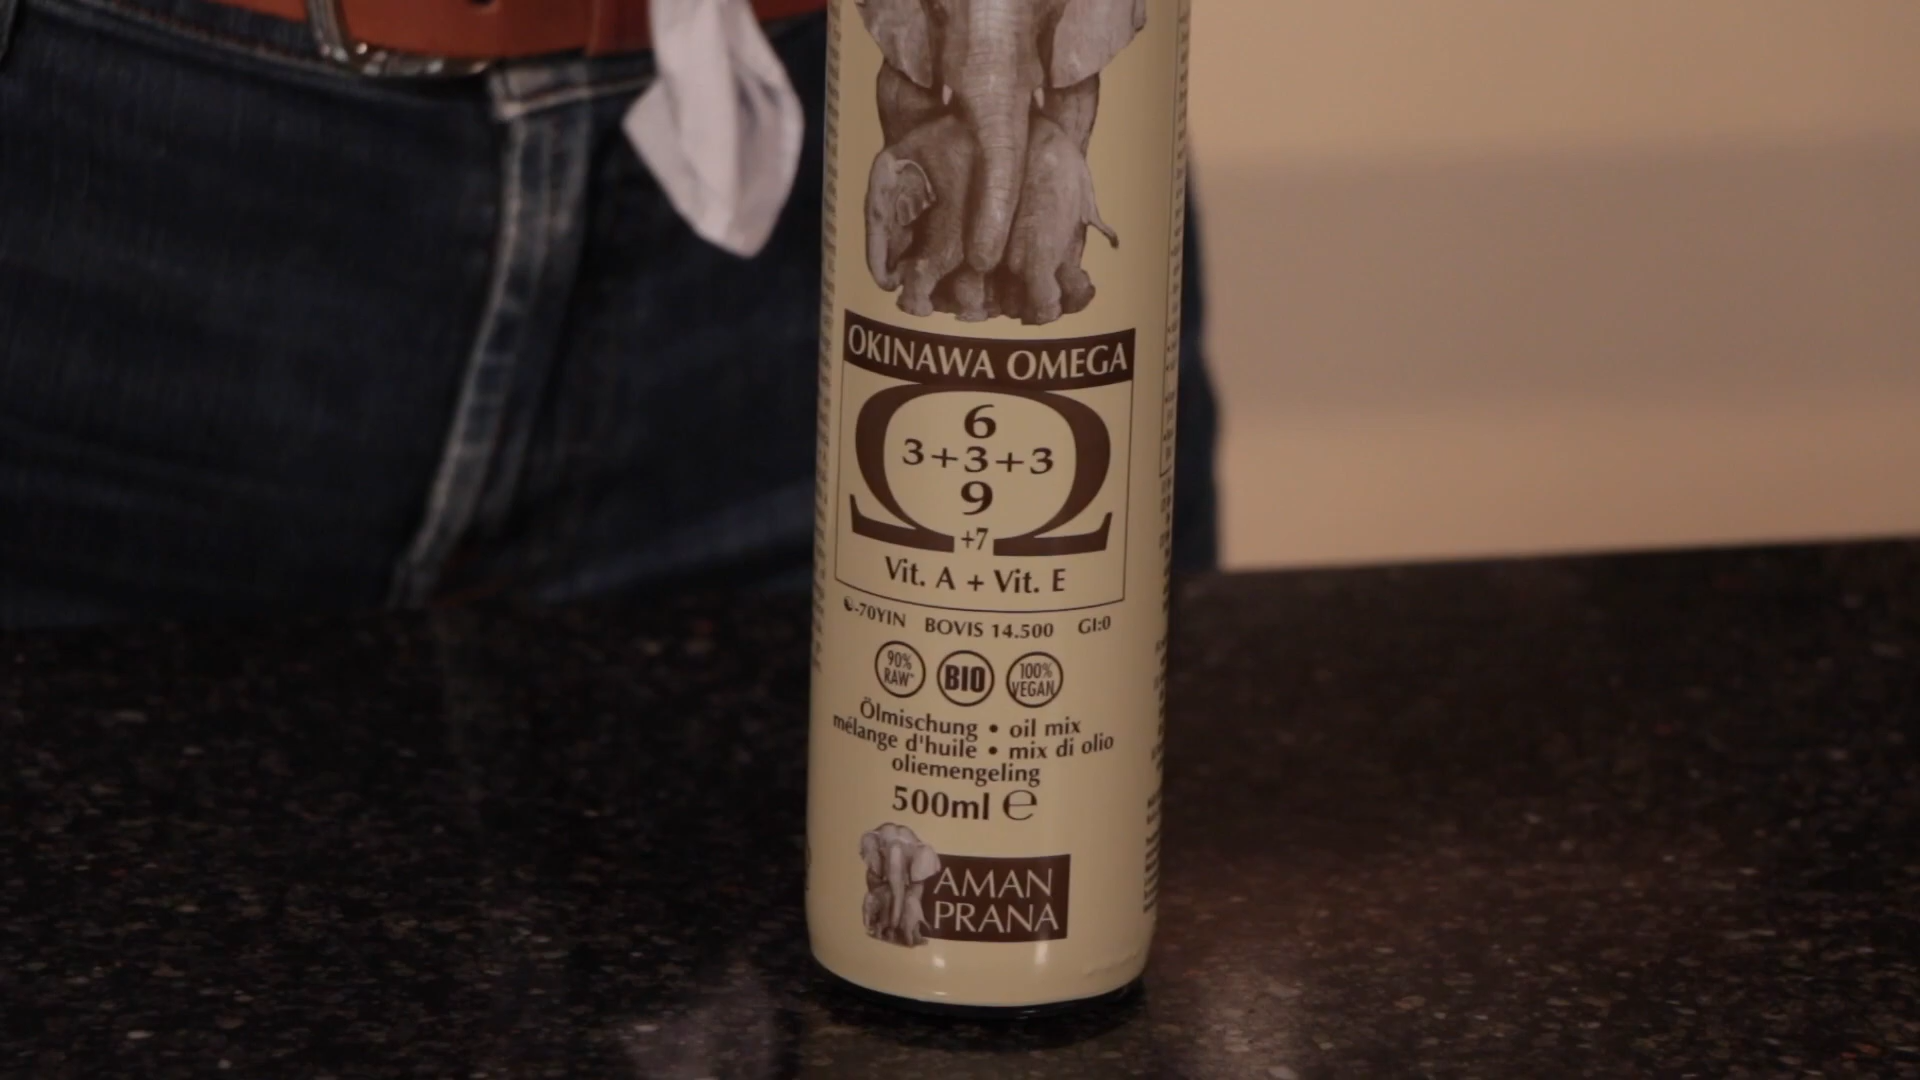 OKINAWA OMEGA
6
3+3+3
9
+7
Vit. A + Vit. E
-70YIN BOVIS 14.500 GI:0
90% RAW™
BIO
100% VEGAN
Ölmischung • oil mix
mélange d'huile • mix di olio
oliemengeling
500ml ℮
AMAN
PRANA